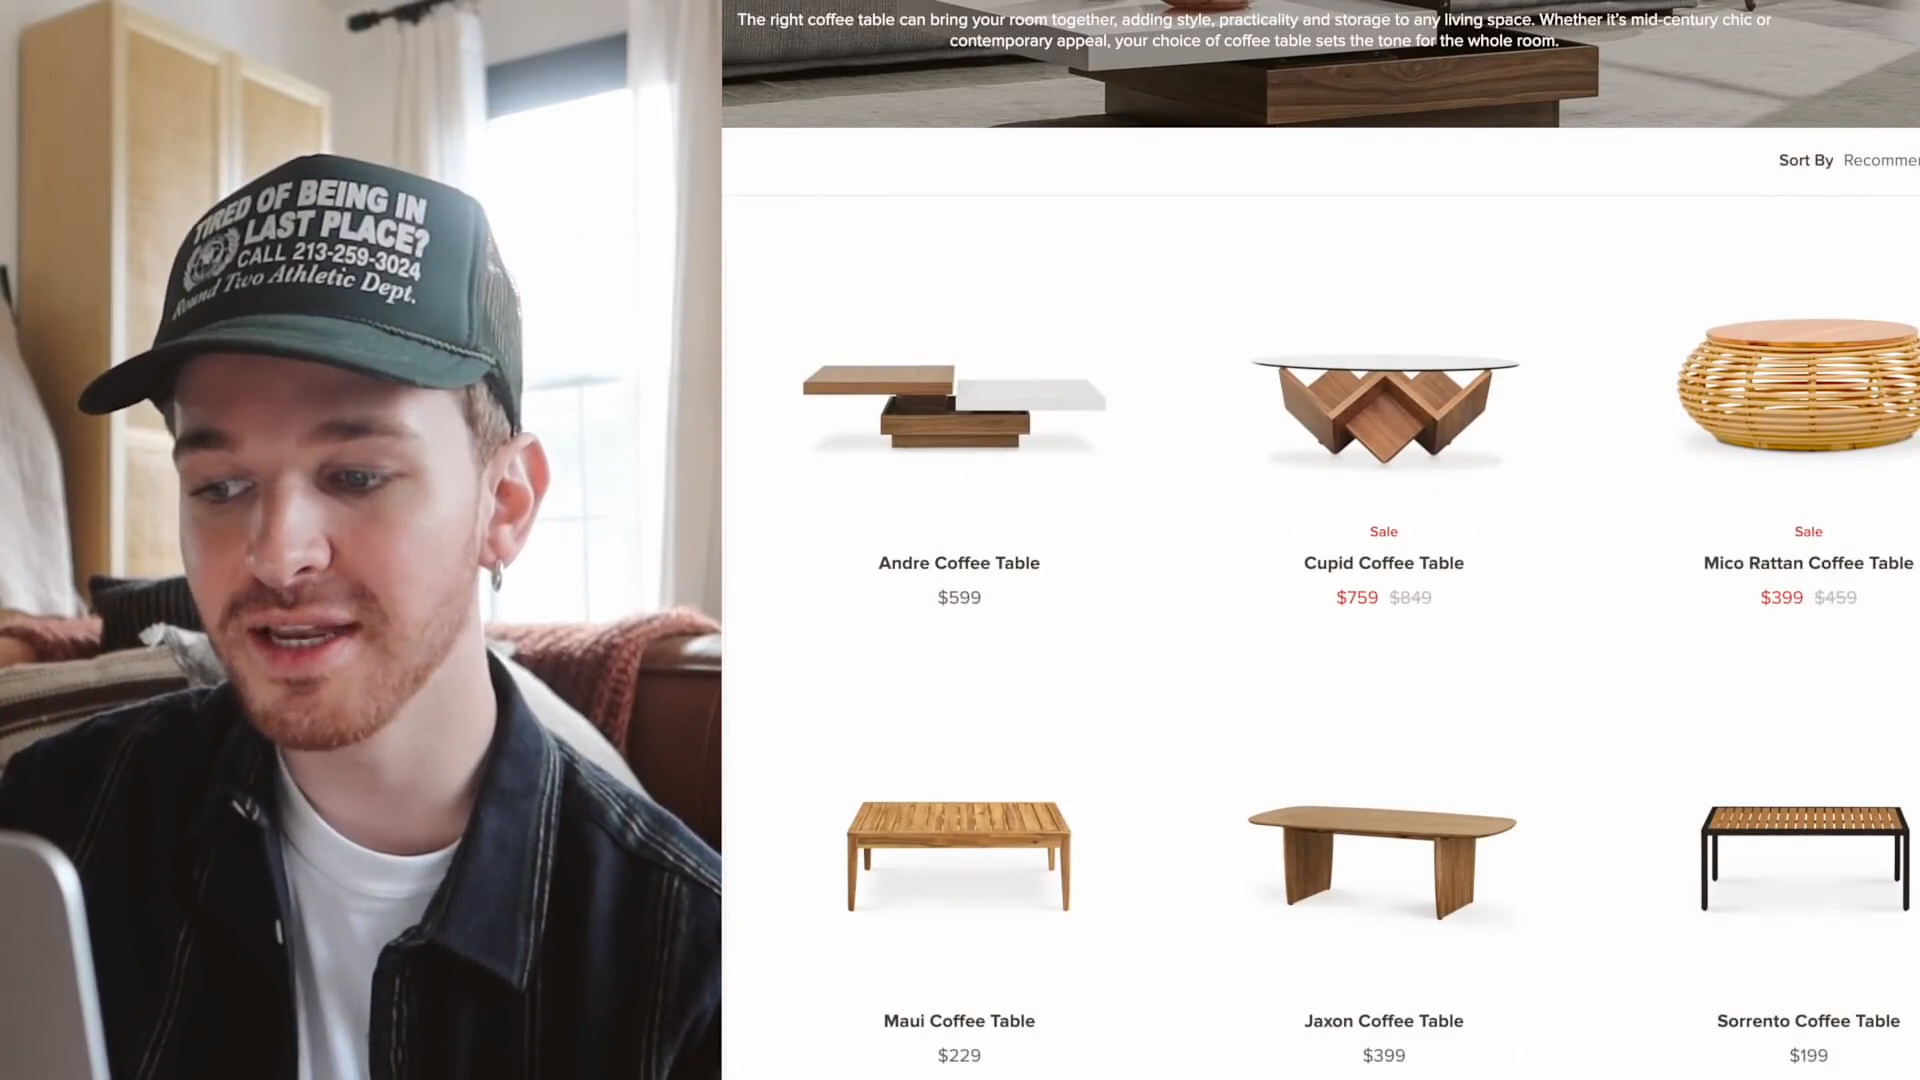 TIRED OF BEING IN
LAST PLACE?
CALL 213-259-3024
Round Two Athletic Dept.
The right coffee table can bring your room together, adding style, practicality and storage to any living space. Whether it's mid-century chic or
contemporary appeal, your choice of coffee table sets the tone for the whole room.
Sort By Recommen
Andre Coffee Table
$599
Sale
Cupid Coffee Table
$759 $849
Sale
Mico Rattan Coffee Table
$399 $459
Maui Coffee Table
$229
Jaxon Coffee Table
$399
Sorrento Coffee Table
$199